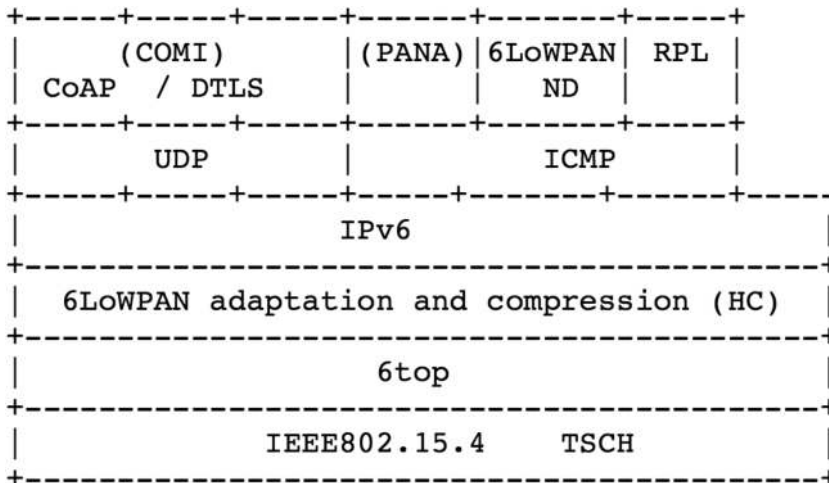 (COMI) (PANA) 6LoWPAN RPL
CoAP / DTLS ND
UDP ICMP
IPv6
6LoWPAN adaptation and compression (HC)
6top
IEEE802.15.4 TSCH